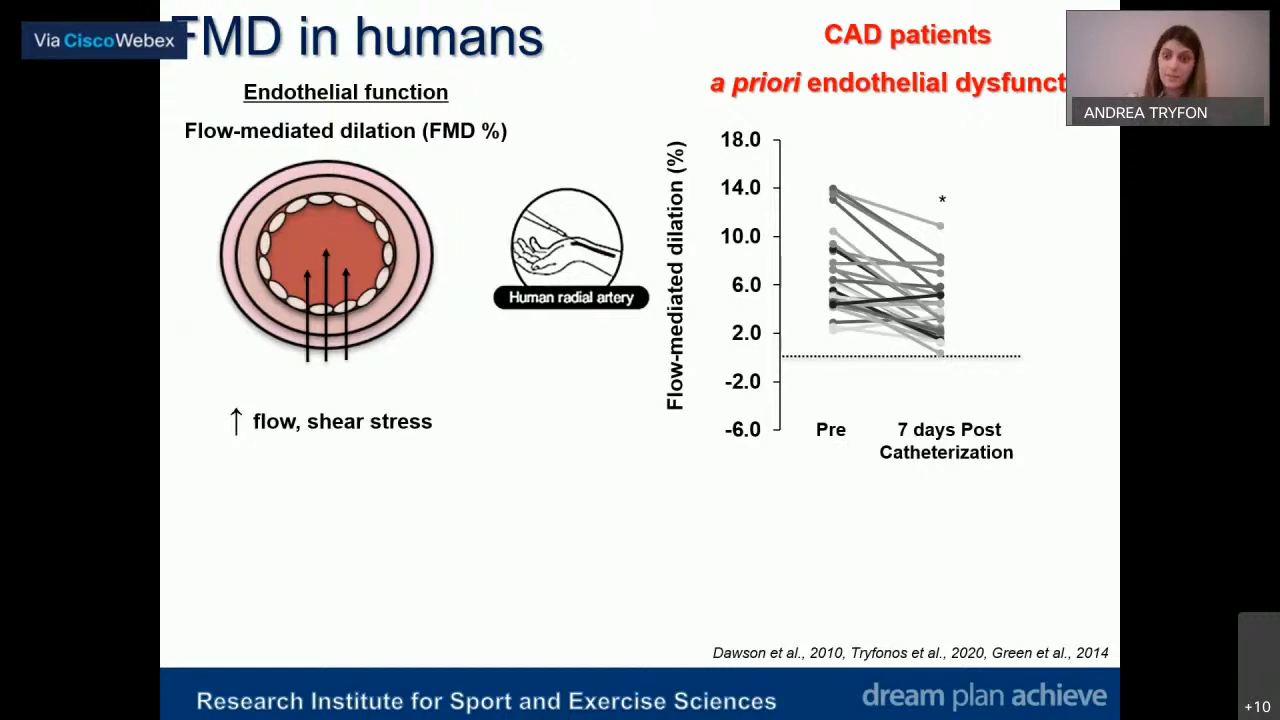 Via CiscoWebex
FMD in humans
Endothelial function
Flow-mediated dilation (FMD %)
Human radial artery
↑ flow, shear stress
CAD patients
a priori endothelial dysfunct
ANDREA TRYFON
Flow-mediated dilation (%)
18.0
14.0
10.0
6.0
2.0
-2.0
-6.0
*
Pre
7 days Post
Catheterization
Dawson et al., 2010, Tryfonos et al., 2020, Green et al., 2014
Research Institute for Sport and Exercise Sciences
dream plan achieve
+10